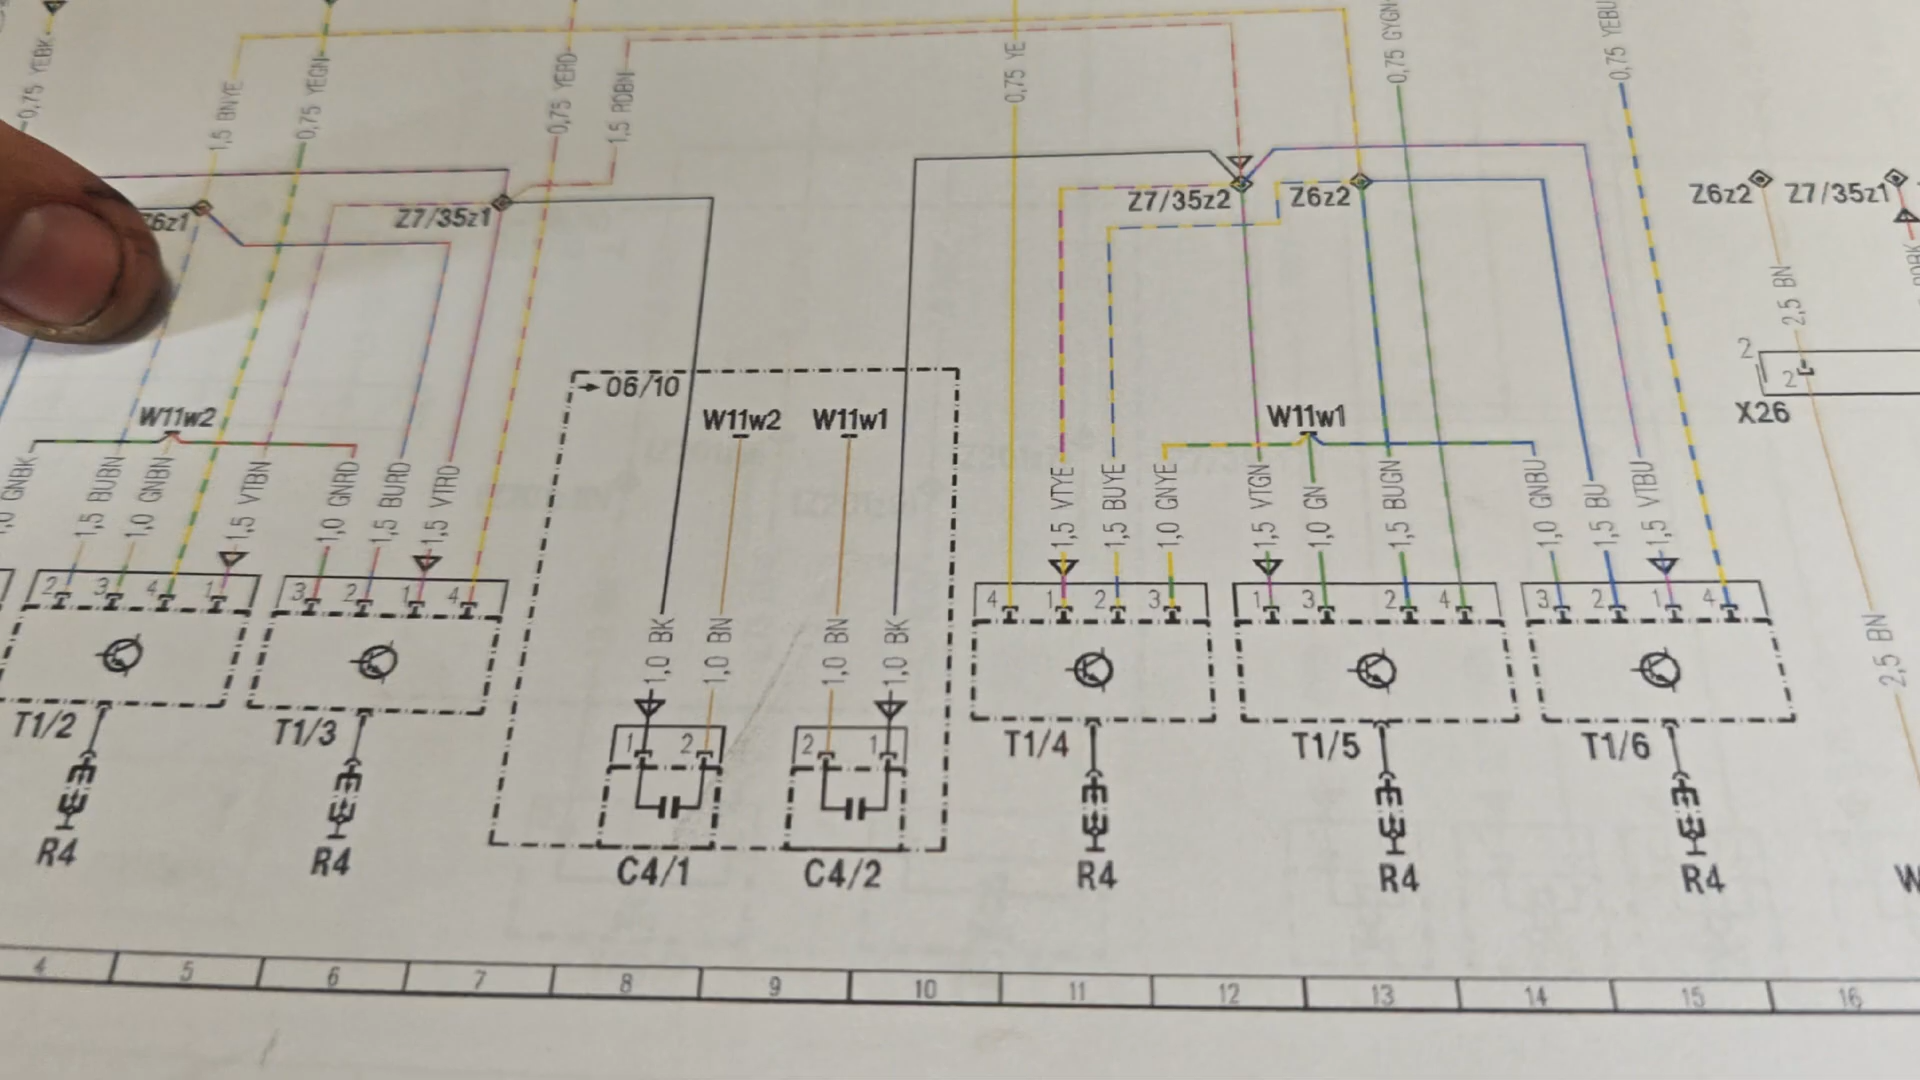 0,75 YEBK
1,5 BNYE
0,75 YEGN
0,75 YERD
1,5 RDBN
0,75 YE
0,75 GYGN
0,75 YEBU
Z7/35z1
Z7/35z2
Z6z2
Z6z2
Z7/35z1
2,5 BN
2
2
X26
06/10
W11w2
W11w2
W11w1
W11w1
1,5 BUBN
1,0 GNBN
1,5 VTBN
1,0 GNRD
1,5 BURD
1,5 VTRD
1,0 BK
1,0 BN
1,0 BN
1,0 BK
1,5 VTYE
1,5 BUYE
1,0 GNYE
1,5 VTGN
1,0 GN
1,5 BUGN
1,0 GNBU
1,5 BU
1,5 VTBU
2,5 BN
2 3 4 1
3 2 1 4
4 1 2 3
1 3 2 4
3 2 1 4
1 2
2 1
T1/2
T1/3
T1/4
T1/5
T1/6
R4
R4
C4/1
C4/2
R4
R4
R4
4 5 6 7 8 9 10 11 12 13 14 15 16